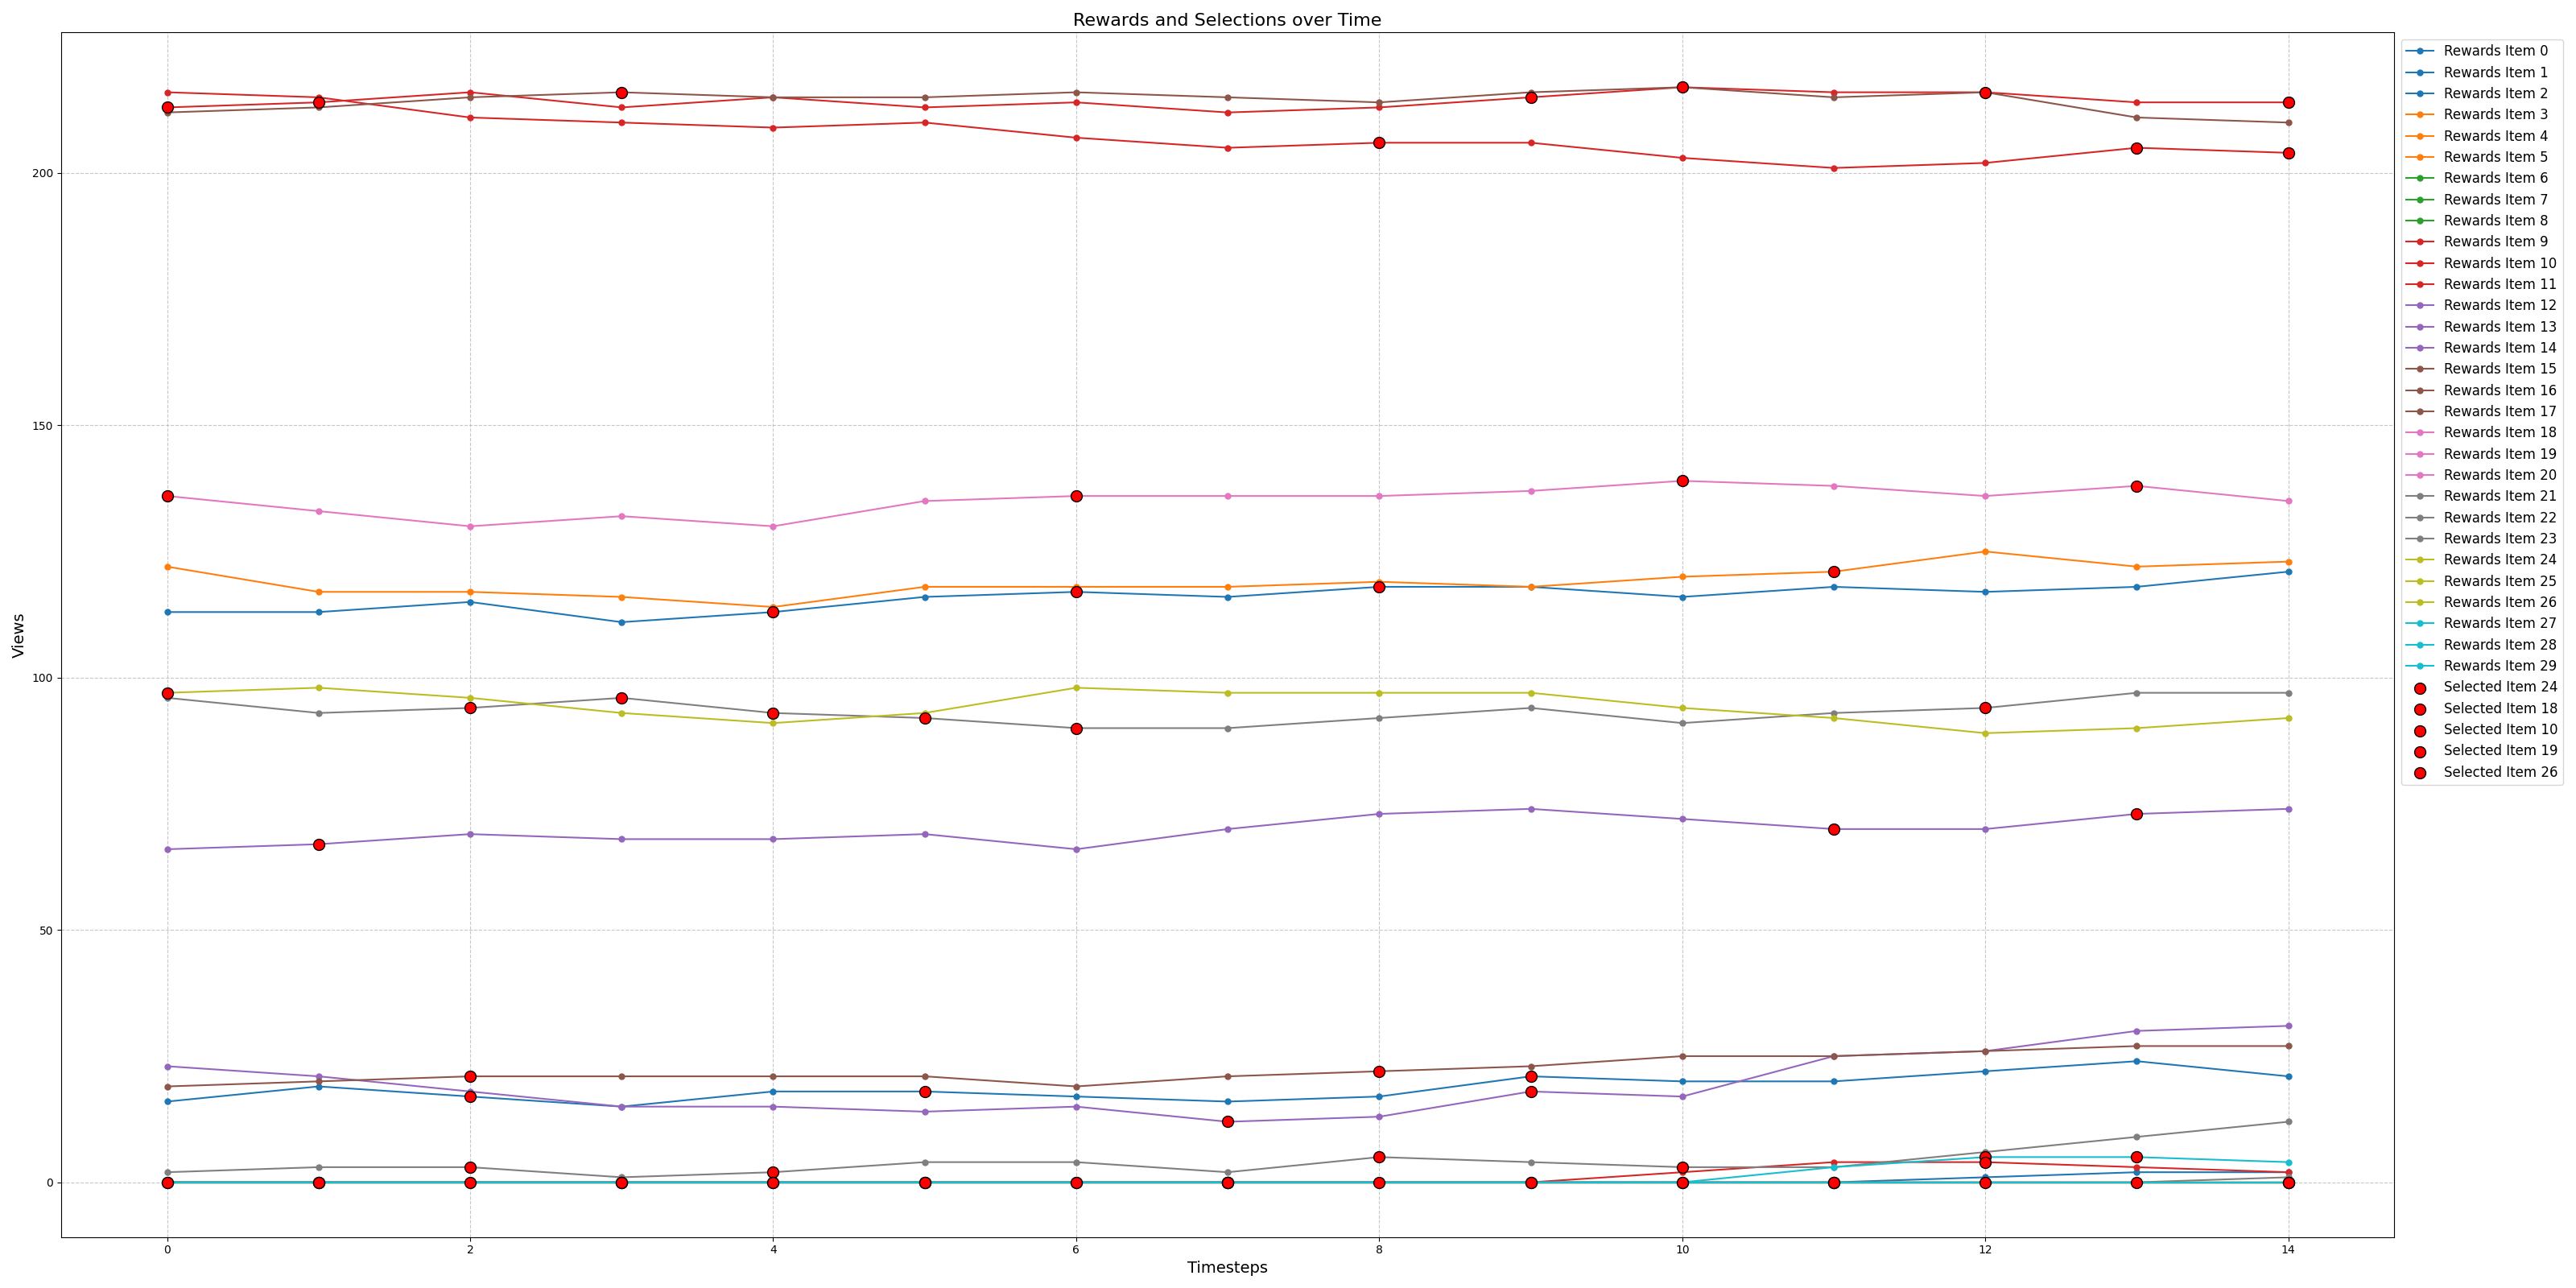 Rewards and Selections over Time
Views
200
150
100
50
0
0 2 4 6 8 10 12 14
Timesteps
Rewards Item 0
Rewards Item 1
Rewards Item 2
Rewards Item 3
Rewards Item 4
Rewards Item 5
Rewards Item 6
Rewards Item 7
Rewards Item 8
Rewards Item 9
Rewards Item 10
Rewards Item 11
Rewards Item 12
Rewards Item 13
Rewards Item 14
Rewards Item 15
Rewards Item 16
Rewards Item 17
Rewards Item 18
Rewards Item 19
Rewards Item 20
Rewards Item 21
Rewards Item 22
Rewards Item 23
Rewards Item 24
Rewards Item 25
Rewards Item 26
Rewards Item 27
Rewards Item 28
Rewards Item 29
Selected Item 24
Selected Item 18
Selected Item 10
Selected Item 19
Selected Item 26